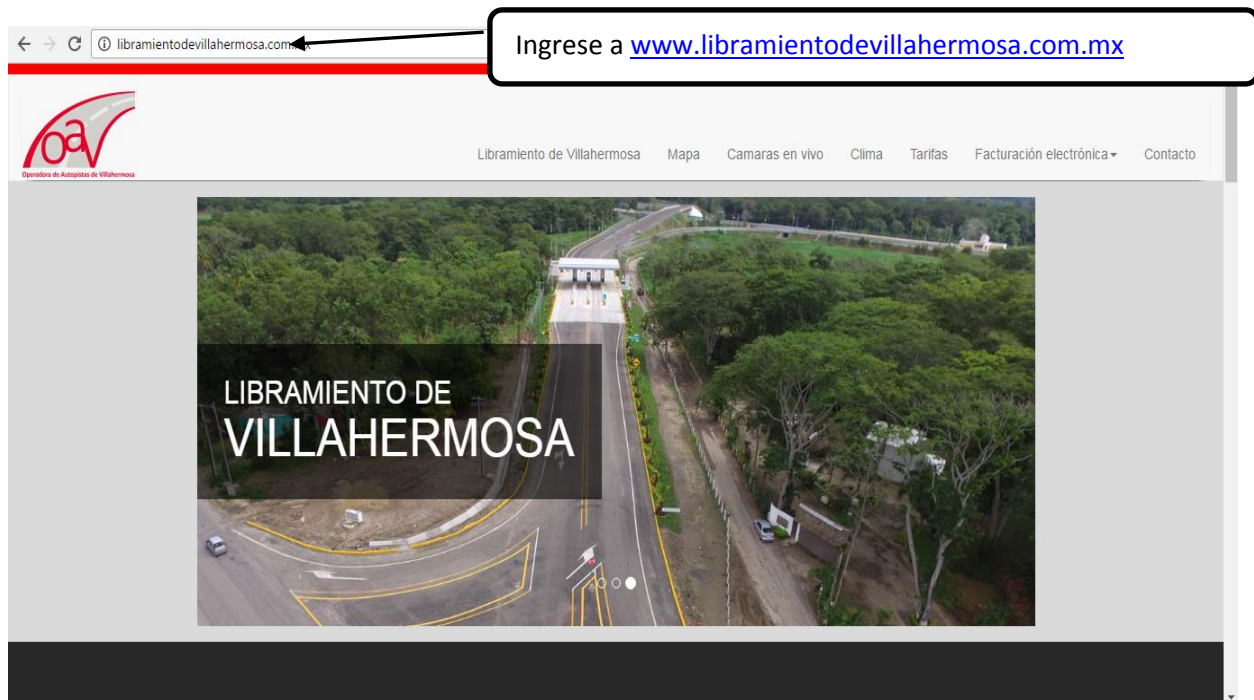 Ingrese a www.libramientodevillahermosa.com.mx
libramientodevillahermosa.com.mx
oav
Operadora de Autopistas de Villahermosa
Libramiento de Villahermosa Mapa Camaras en vivo Clima Tarifas Facturación electrónica Contacto
LIBRAMIENTO DE
VILLAHERMOSA